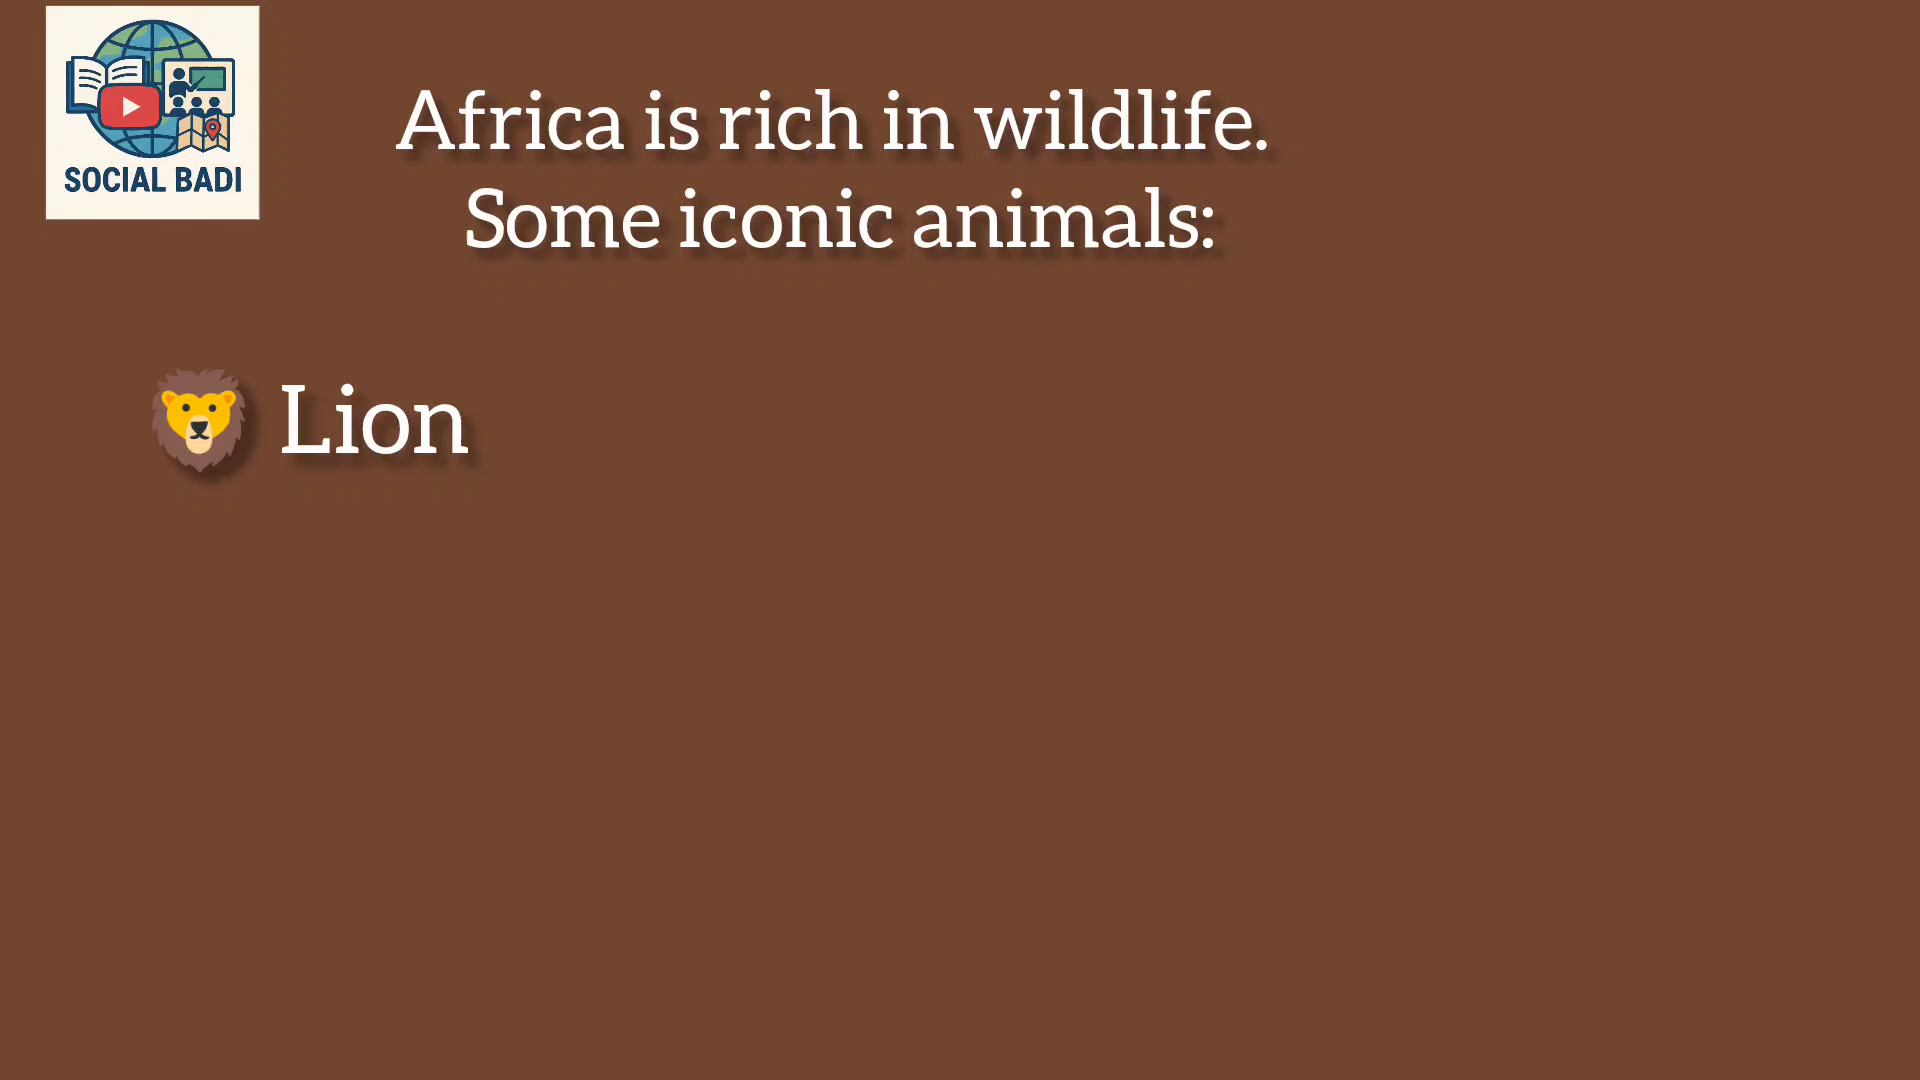 SOCIAL BADI
Africa is rich in wildlife.
Some iconic animals:
🦁 Lion